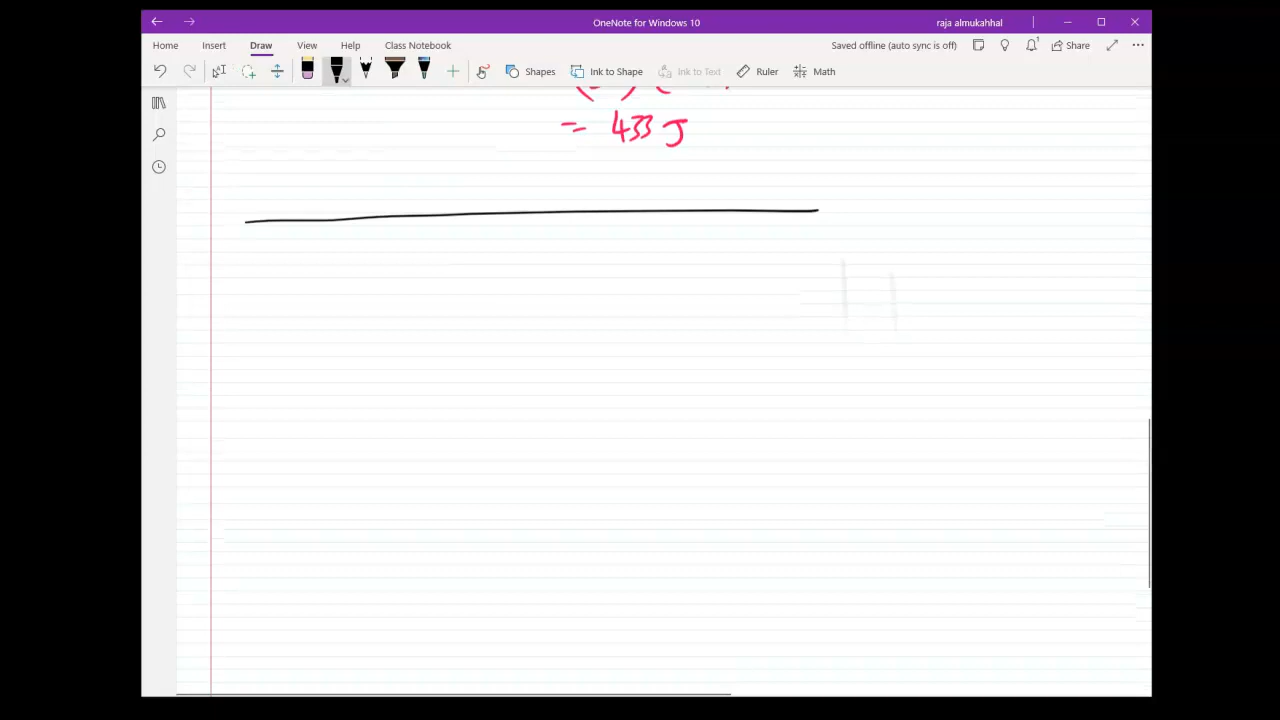 OneNote for Windows 10
raja almukahhal
Home Insert Draw View Help Class Notebook
Saved offline (auto sync is off)
Share
Shapes
Ink to Shape
Ink to Text
Ruler
Math
= 433 J